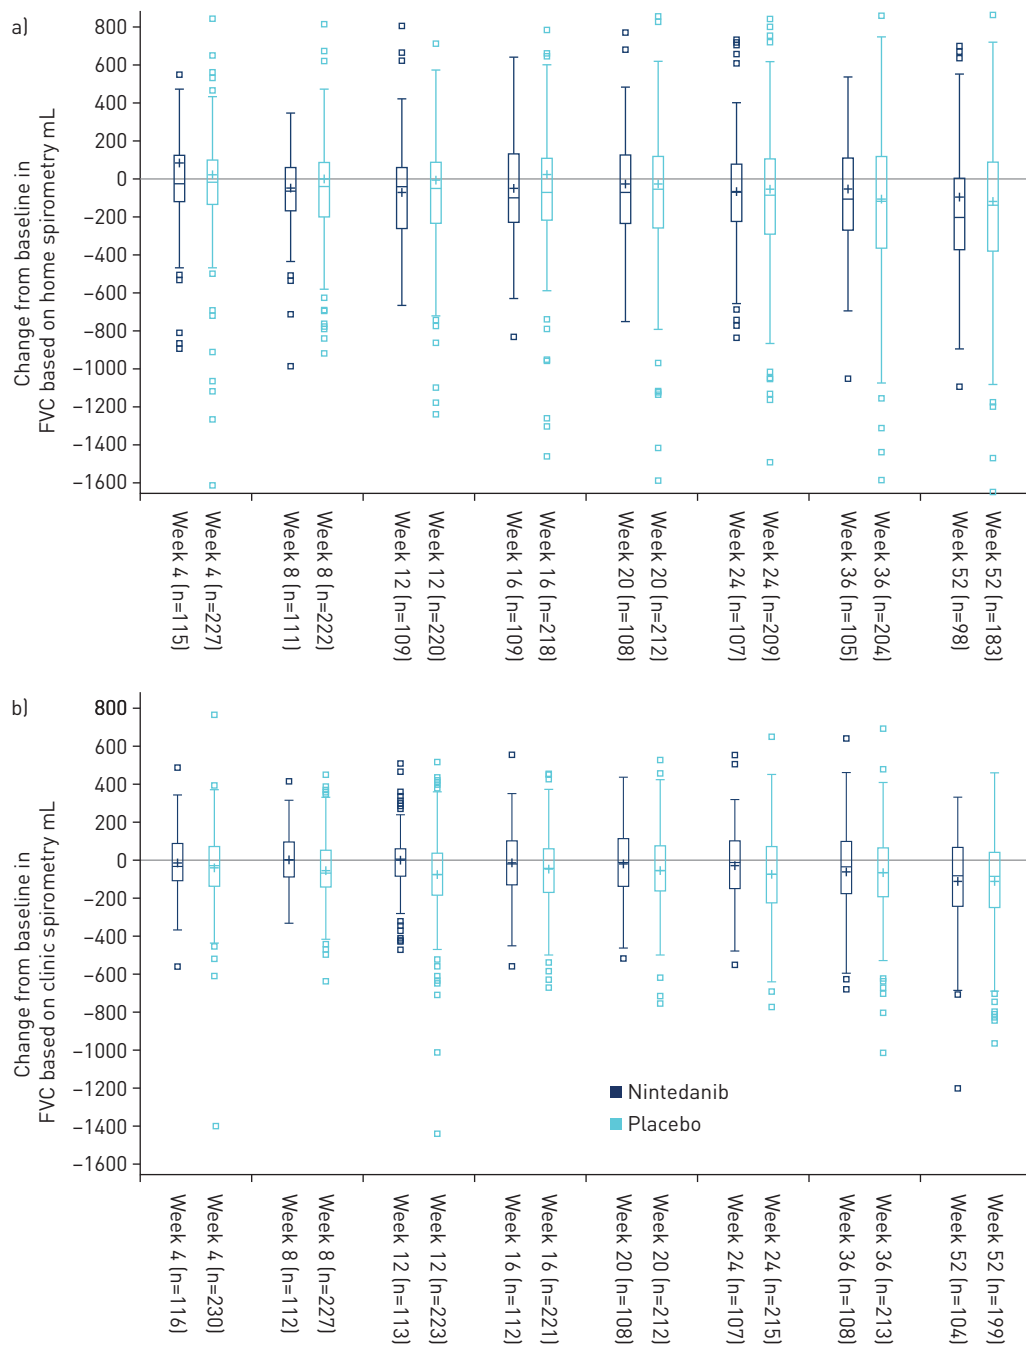 a)
Change from baseline in
FVC based on home spirometry mL
800
600
400
200
0
−200
−400
−600
−800
−1000
−1200
−1400
−1600
Week 4 (n=115)
Week 4 (n=227)
Week 8 (n=111)
Week 8 (n=222)
Week 12 (n=109)
Week 12 (n=220)
Week 16 (n=109)
Week 16 (n=218)
Week 20 (n=108)
Week 20 (n=212)
Week 24 (n=107)
Week 24 (n=209)
Week 36 (n=105)
Week 36 (n=204)
Week 52 (n=98)
Week 52 (n=183)
b)
Change from baseline in
FVC based on clinic spirometry mL
800
600
400
200
0
−200
−400
−600
−800
−1000
−1200
−1400
−1600
Nintedanib
Placebo
Week 4 (n=116)
Week 4 (n=230)
Week 8 (n=112)
Week 8 (n=227)
Week 12 (n=113)
Week 12 (n=223)
Week 16 (n=112)
Week 16 (n=221)
Week 20 (n=108)
Week 20 (n=212)
Week 24 (n=107)
Week 24 (n=215)
Week 36 (n=108)
Week 36 (n=213)
Week 52 (n=104)
Week 52 (n=199)